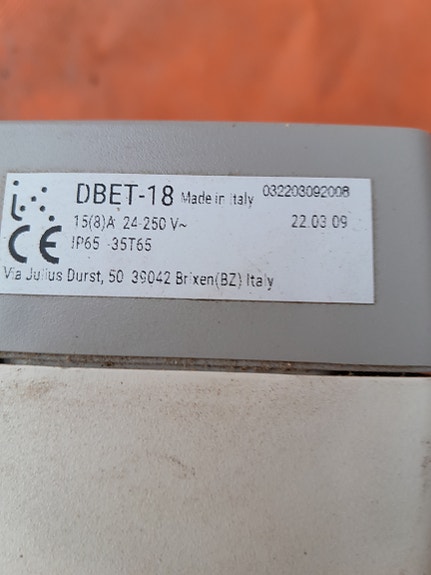 DBET-18 Made in Italy 032203092008
15(8)A 24-250 V~ 22.03.09
IP65 -35T65
CE
Via Julius Durst, 50 39042 Brixen(BZ) Italy